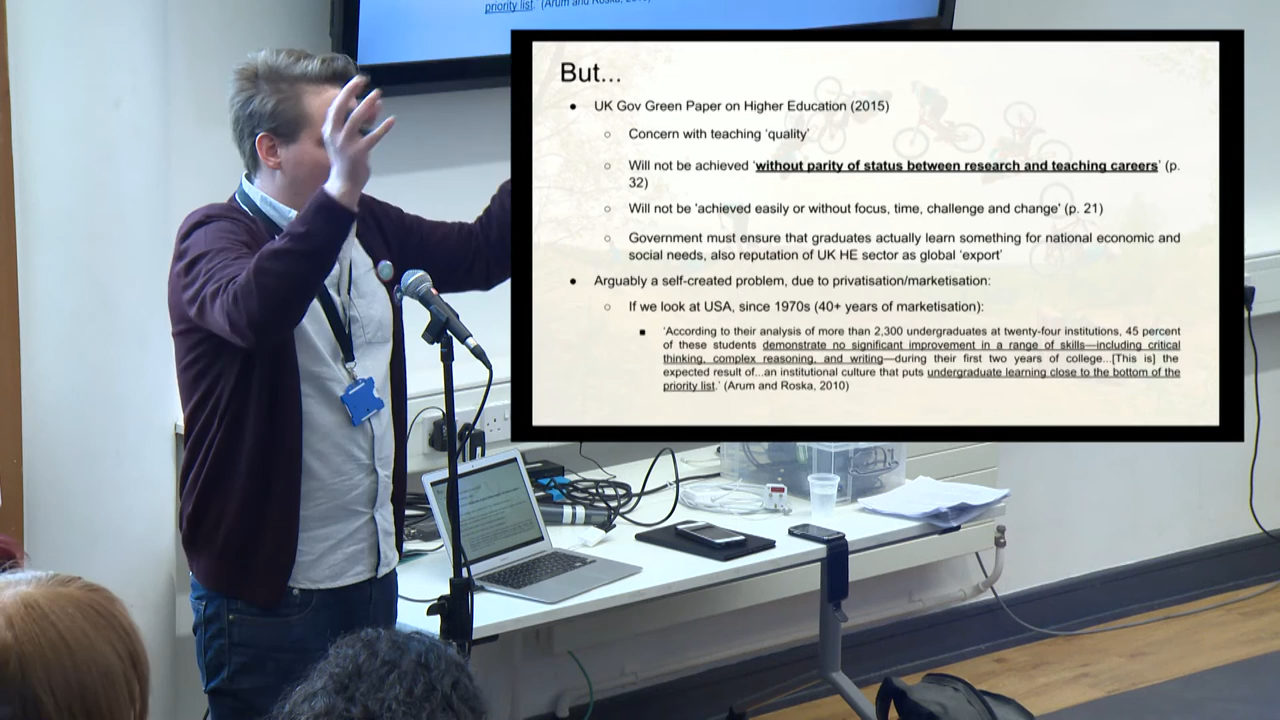 priority list.' (Arum and Roska, 2010)
But...
UK Gov Green Paper on Higher Education (2015)
Concern with teaching 'quality'
Will not be achieved 'without parity of status between research and teaching careers' (p.
32)
Will not be 'achieved easily or without focus, time, challenge and change' (p. 21)
Government must ensure that graduates actually learn something for national economic and
social needs, also reputation of UK HE sector as global 'export'
Arguably a self-created problem, due to privatisation/marketisation:
If we look at USA, since 1970s (40+ years of marketisation):
'According to their analysis of more than 2,300 undergraduates at twenty-four institutions, 45 percent
of these students demonstrate no significant improvement in a range of skills—including critical
thinking, complex reasoning, and writing—during their first two years of college...[This is] the
expected result of...an institutional culture that puts undergraduate learning close to the bottom of the
priority list.' (Arum and Roska, 2010)